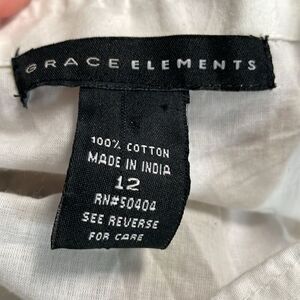 GRACE ELEMENTS
100% COTTON
MADE IN INDIA
12
RN#50404
SEE REVERSE
FOR CARE